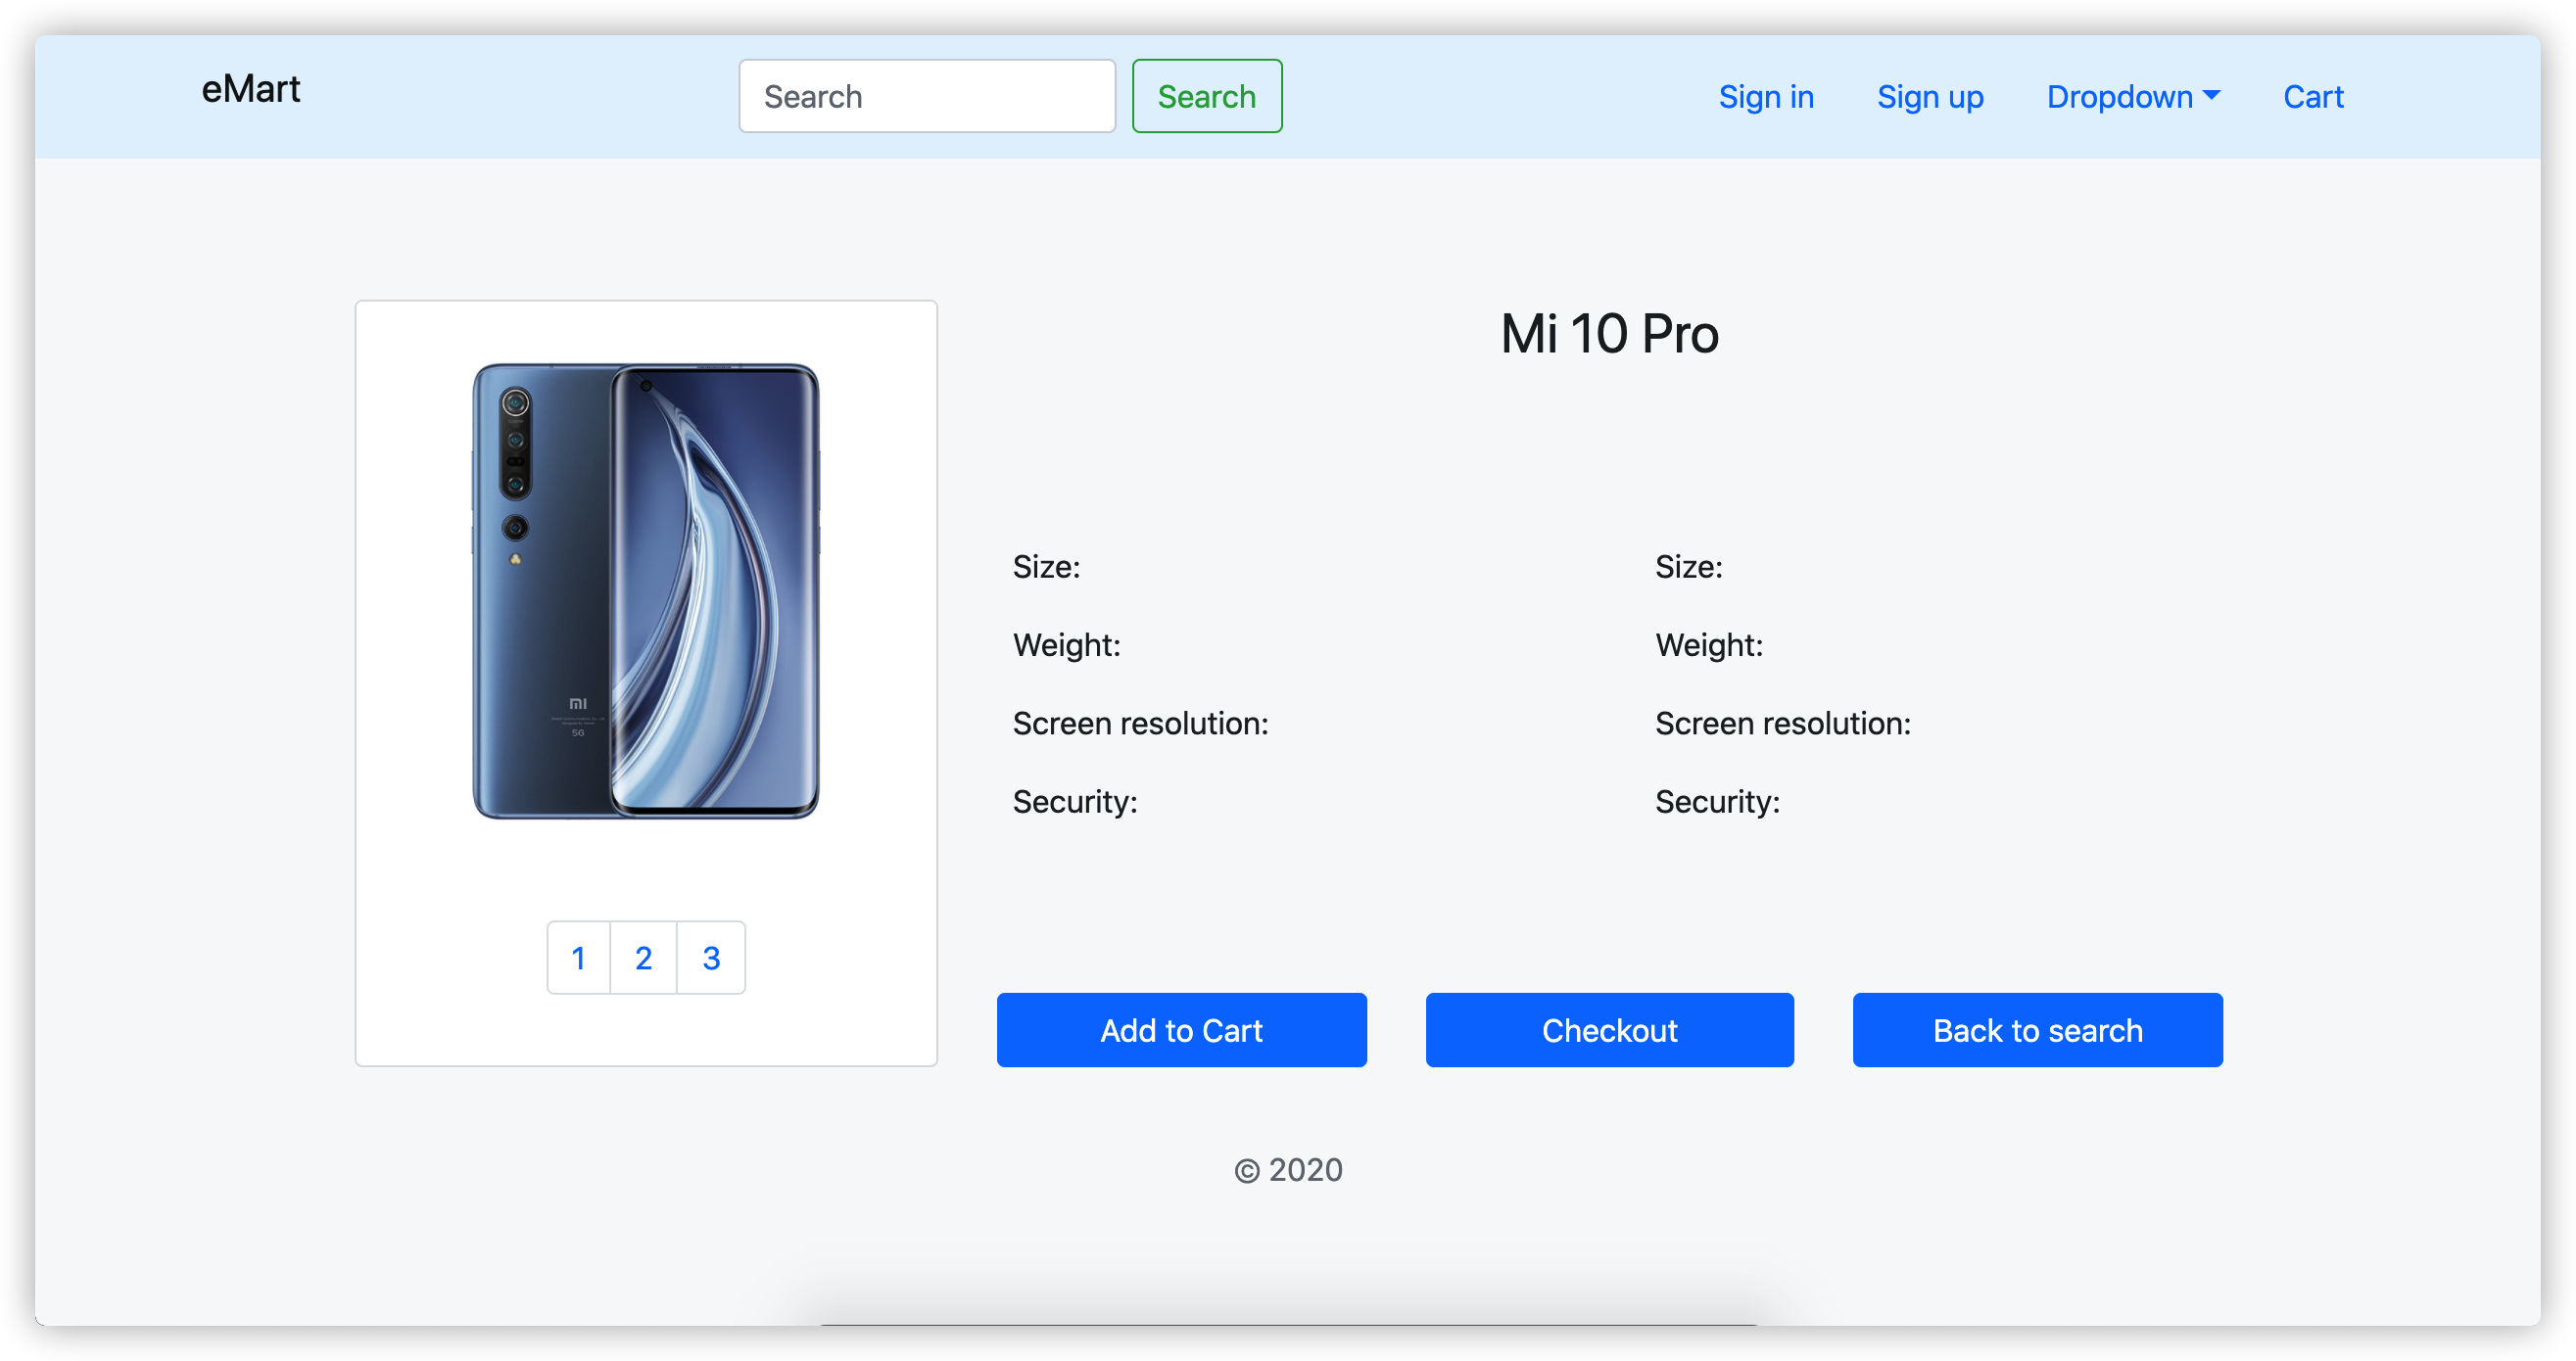 eMart
Search
Search
Sign in
Sign up
Dropdown
Cart
Mi 10 Pro
mi
5G
Size:
Weight:
Screen resolution:
Security:
Size:
Weight:
Screen resolution:
Security:
1 2 3
Add to Cart
Checkout
Back to search
© 2020